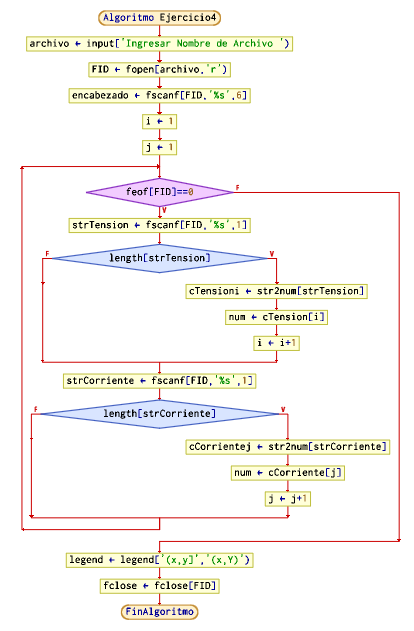 Algoritmo Ejercicio4
archivo ← input['Ingresar Nombre de Archivo ')
FID ← fopen[archivo,'r')
encabezado ← fscanf[FID,'%s',6]
i ← 1
j ← 1
feof[FID]==0
F
V
strTension ← fscanf[FID,'%s',1]
F
length[strTension]
V
cTensioni ← str2num[strTension]
num ← cTension[i]
i ← i+1
strCorriente ← fscanf[FID,'%s',1]
F
length[strCorriente]
V
cCorrientej ← str2num[strCorriente]
num ← cCorriente[j]
j ← j+1
legend ← legend['(x,y]','(x,Y)')
fclose ← fclose[FID]
FinAlgoritmo